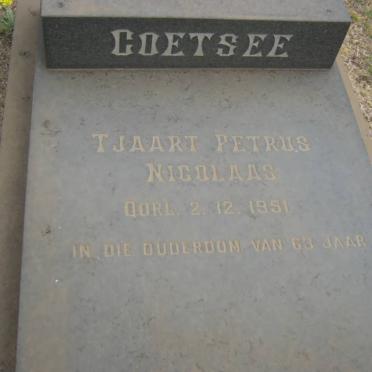 COETSEE
TJAART PETRUS
NICOLAAS
OORL. 2. 12. 1951
IN DIE OUDERDOM VAN 63 JAAR